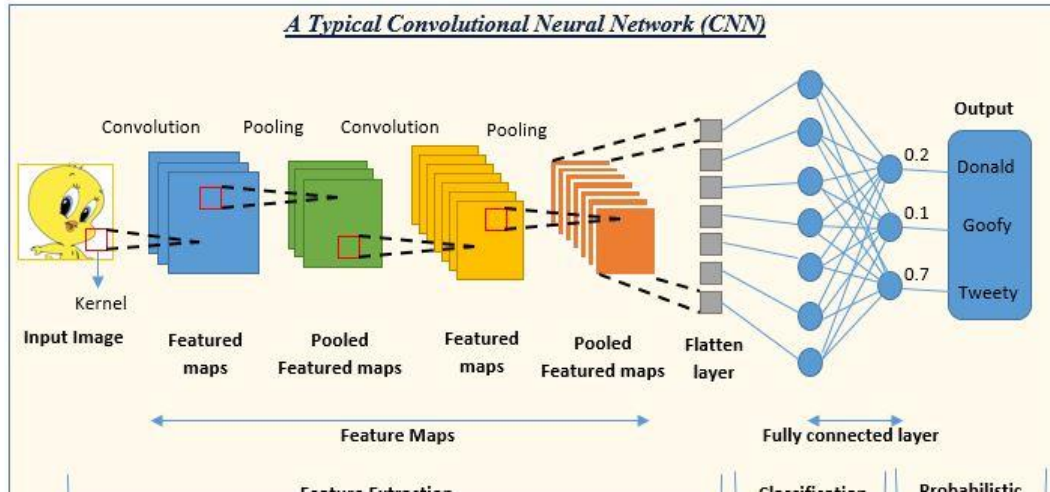 A Typical Convolutional Neural Network (CNN)
Convolution
Pooling
Convolution
Pooling
Output
0.2
Donald
0.1
Goofy
0.7
Tweety
Kernel
Input Image
Featured
maps
Pooled
Featured maps
Featured
maps
Pooled
Featured maps
Flatten
layer
Feature Maps
Fully connected layer
Feature Extraction
Classification
Probabilistic